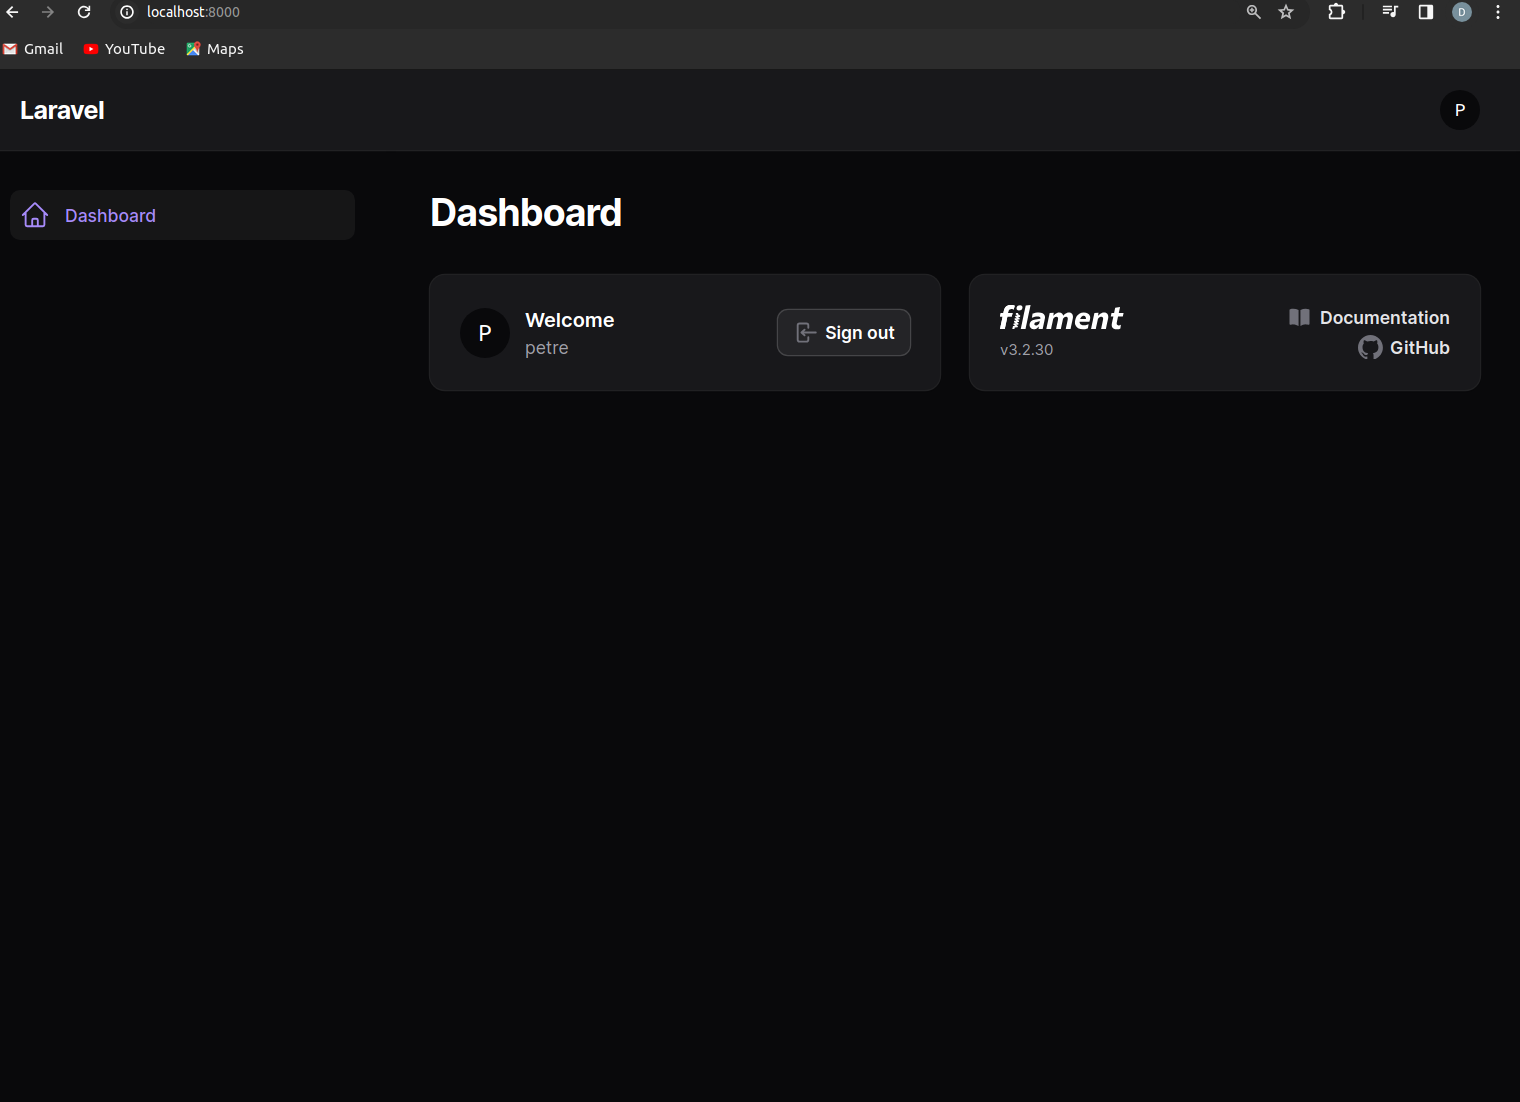 localhost:8000
D
Gmail YouTube Maps
Laravel
P
Dashboard
Dashboard
P
Welcome
petre
Sign out
filament
v3.2.30
Documentation
GitHub